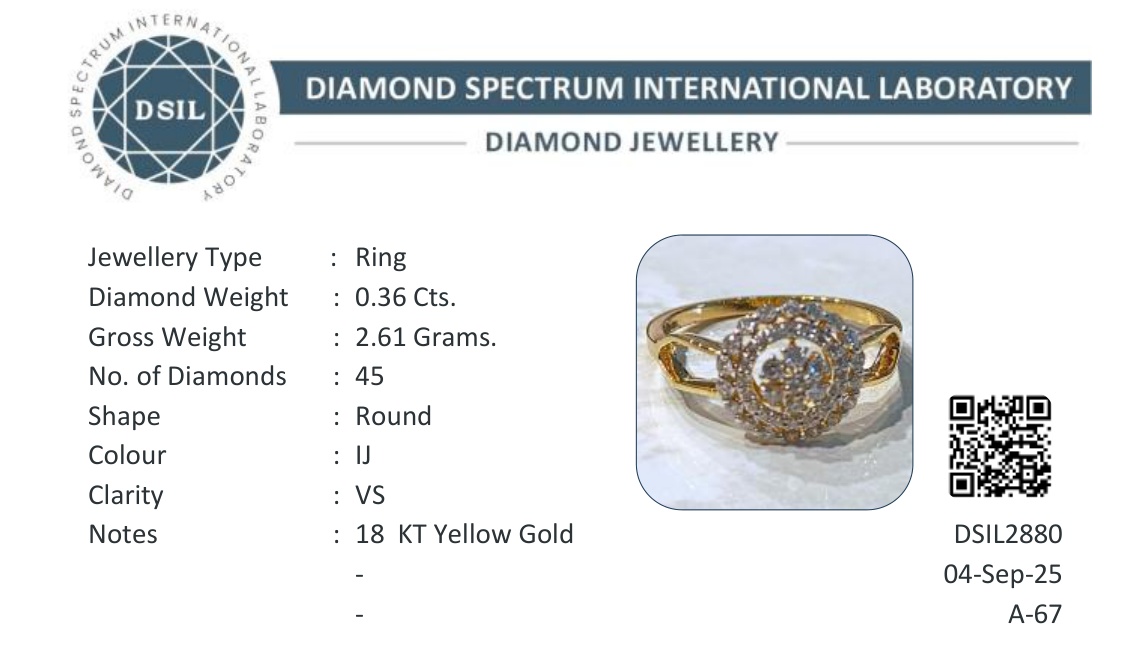 DIAMOND SPECTRUM INTERNATIONAL LABORATORY
DSIL
DIAMOND SPECTRUM INTERNATIONAL LABORATORY
DIAMOND JEWELLERY
Jewellery Type : Ring
Diamond Weight : 0.36 Cts.
Gross Weight : 2.61 Grams.
No. of Diamonds : 45
Shape : Round
Colour : IJ
Clarity : VS
Notes : 18 KT Yellow Gold
-
-
DSIL2880
04-Sep-25
A-67